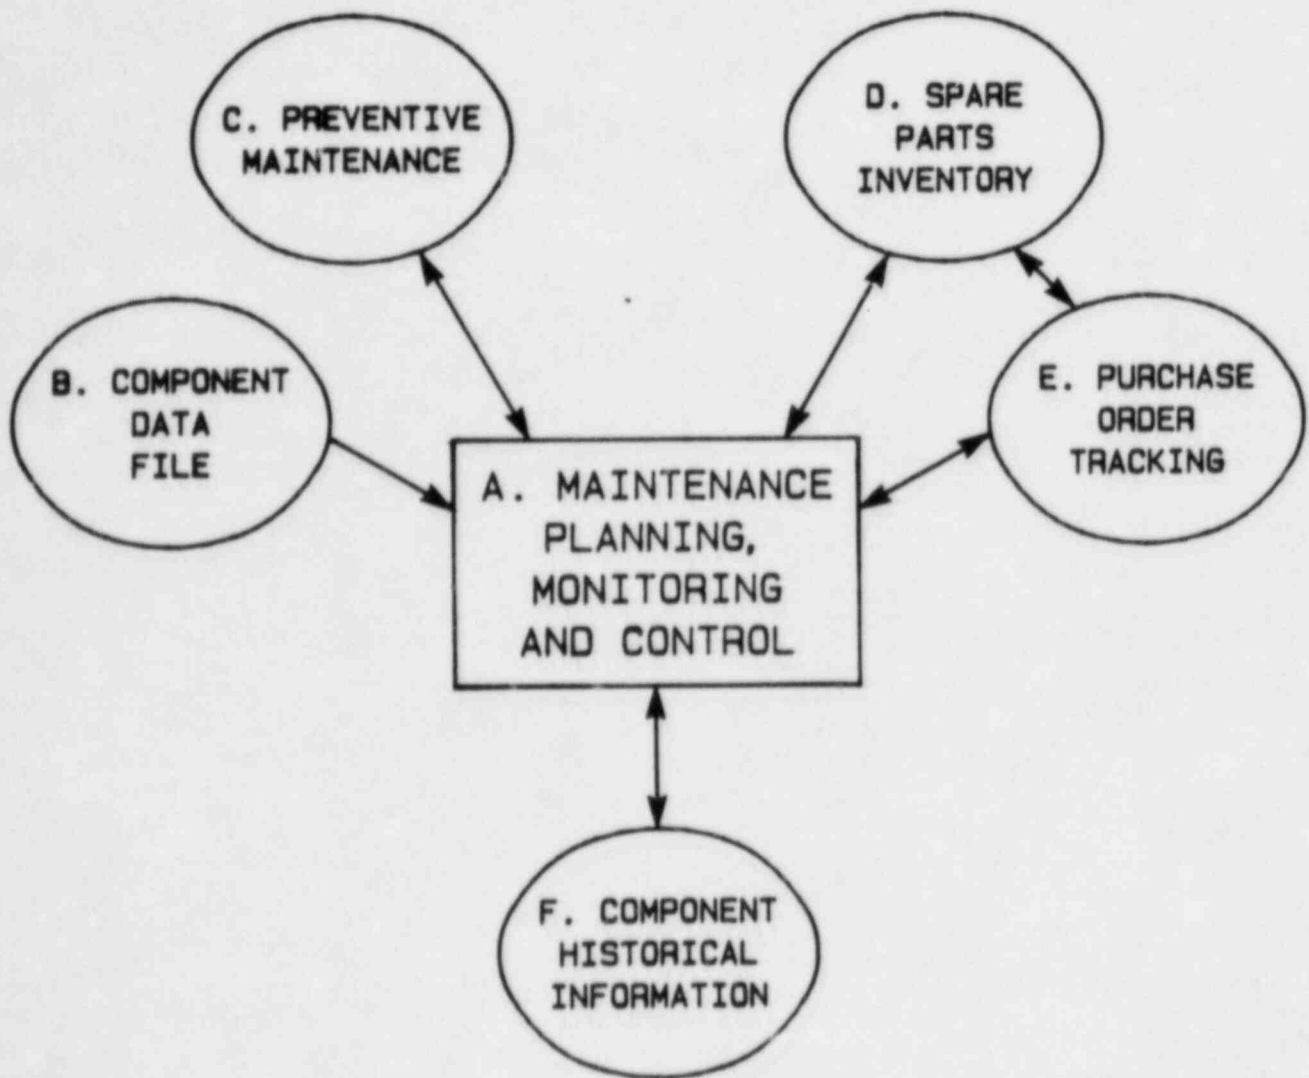 C. PREVENTIVE
MAINTENANCE
D. SPARE
PARTS
INVENTORY
B. COMPONENT
DATA
FILE
E. PURCHASE
ORDER
TRACKING
A. MAINTENANCE
PLANNING,
MONITORING
AND CONTROL
F. COMPONENT
HISTORICAL
INFORMATION